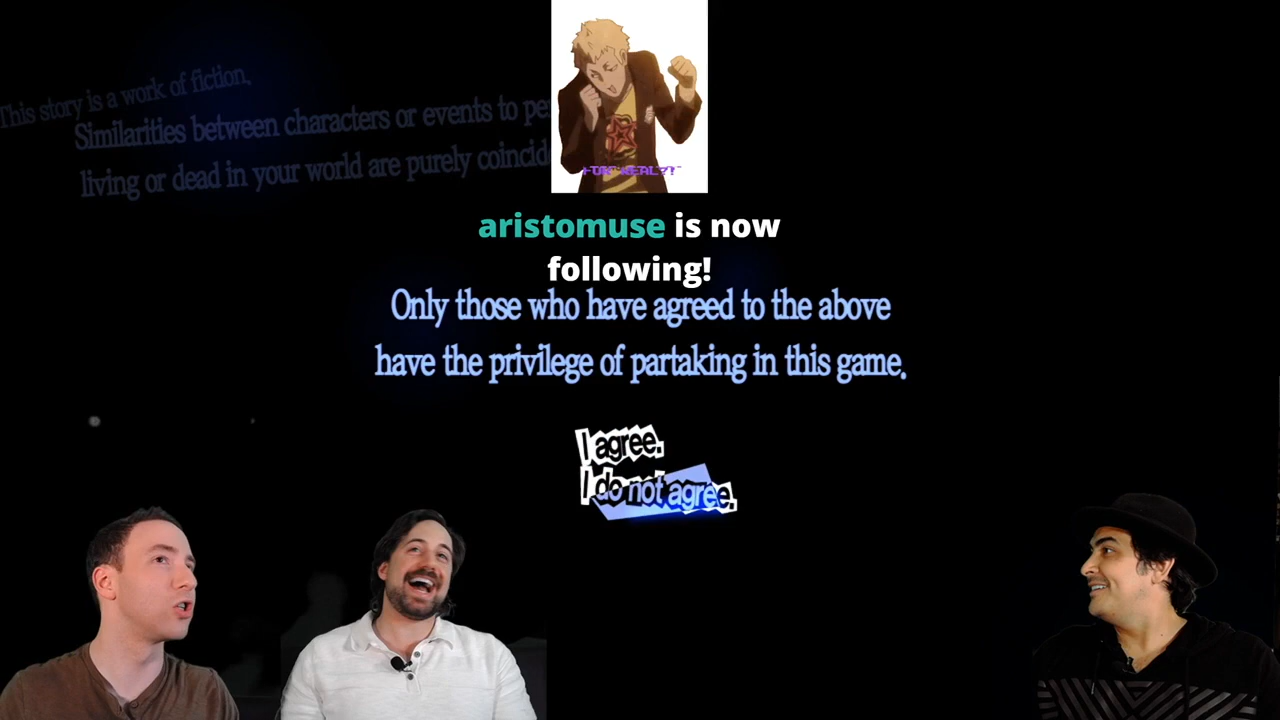 This story is a work of fiction.
Similarities between characters or events to
living or dead in your world are purely
FOR REAL?!
aristomuse is now
following!
Only those who have agreed to the above
have the privilege of partaking in this game.
I agree.
I do not agree.